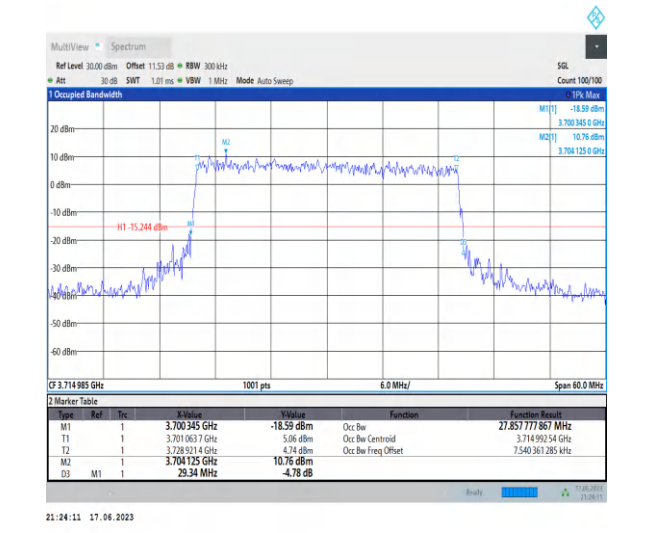 MultiView Spectrum
Ref Level 30.00 dBm Offset 11.53 dB RBW 300 kHz SGL
Att 30 dB SWT 1.01 ms VBW 1 MHz Mode Auto Sweep Count 100/100
1 Occupied Bandwidth 1Pk Max
M1[1] -18.59 dBm
3.700 345 0 GHz
M2[1] 10.76 dBm
3.704 125 0 GHz
20 dBm
M2
10 dBm T1 T2
0 dBm
-10 dBm
H1 -15.244 dBm M1
-20 dBm D3
-30 dBm
-40 dBm
-50 dBm
-60 dBm
CF 3.714 985 GHz 1001 pts 6.0 MHz/ Span 60.0 MHz
2 Marker Table
Type Ref Trc X-Value Y-Value Function Function Result
M1 1 3.700 345 GHz -18.59 dBm Occ Bw 27.857 777 867 MHz
T1 1 3.701 063 7 GHz 5.06 dBm Occ Bw Centroid 3.714 992 54 GHz
T2 1 3.728 921 4 GHz 4.74 dBm Occ Bw Freq Offset 7.540 361 285 kHz
M2 1 3.704 125 GHz 10.76 dBm
D3 M1 1 29.34 MHz -4.78 dB
Ready 17.06.2023
21:24:11
21:24:11 17.06.2023